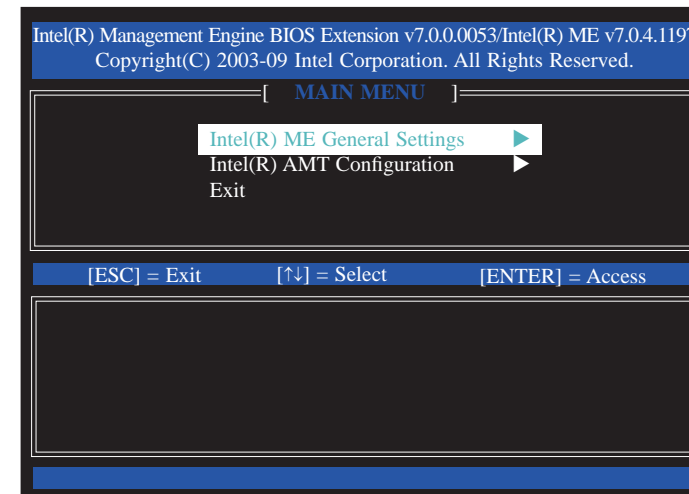 Intel(R) Management Engine BIOS Extension v7.0.0.0053/Intel(R) ME v7.0.4.1197
Copyright(C) 2003-09 Intel Corporation. All Rights Reserved.
[ MAIN MENU ]
Intel(R) ME General Settings ▶
Intel(R) AMT Configuration ▶
Exit
[ESC] = Exit [↑↓] = Select [ENTER] = Access